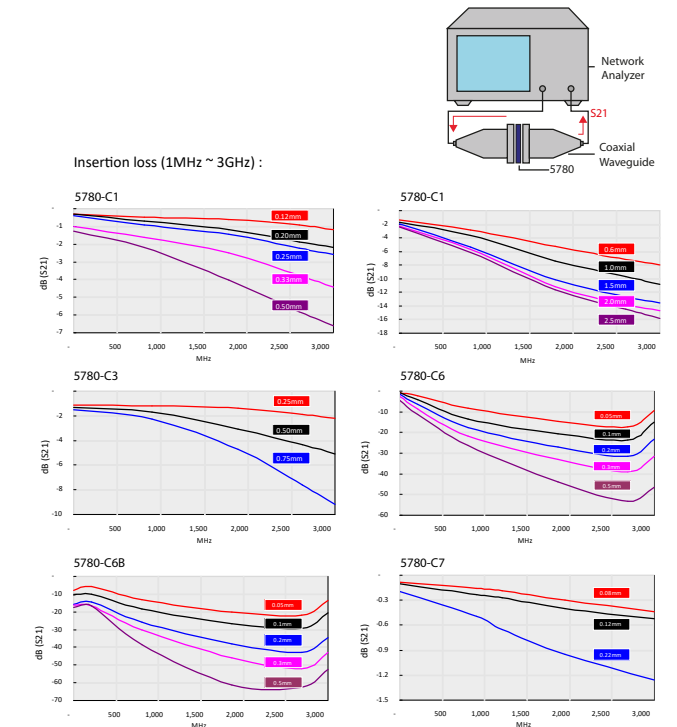 Network
Analyzer
S21
Coaxial
Waveguide
5780
Insertion loss (1MHz ~ 3GHz) :
5780-C1
-
-1
-2
-3
-4
-5
-6
-7
dB (S21)
0.12mm
0.20mm
0.25mm
0.33mm
0.50mm
- 500 1,000 1,500 2,000 2,500 3,000
MHz
5780-C1
-
-2
-4
-6
-8
-10
-12
-14
-16
-18
dB (S21)
0.6mm
1.0mm
1.5mm
2.0mm
2.5mm
- 500 1,000 1,500 2,000 2,500 3,000
MHz
5780-C3
-
-2
-4
-6
-8
-10
dB (S21)
0.25mm
0.50mm
0.75mm
- 500 1,000 1,500 2,000 2,500 3,000
MHz
5780-C6
-
-10
-20
-30
-40
-50
-60
dB (S21)
0.05mm
0.1mm
0.2mm
0.3mm
0.5mm
- 500 1,000 1,500 2,000 2,500 3,000
MHz
5780-C6B
-
-10
-20
-30
-40
-50
-60
-70
dB (S21)
0.05mm
0.1mm
0.2mm
0.3mm
0.5mm
- 500 1,000 1,500 2,000 2,500 3,000
MHz
5780-C7
-
-0.3
-0.6
-0.9
-1.2
-1.5
dB (S21)
0.08mm
0.12mm
0.22mm
- 500 1,000 1,500 2,000 2,500 3,000
MHz